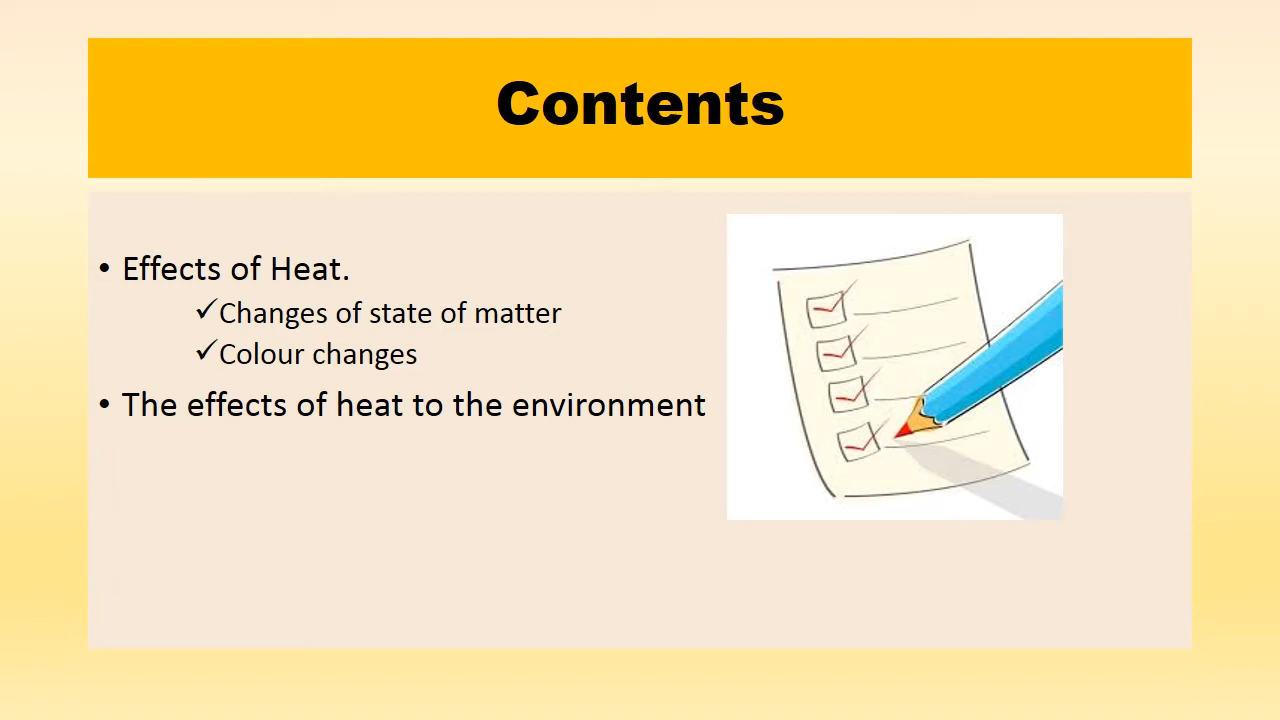 Contents
• Effects of Heat.
✓Changes of state of matter
✓Colour changes
• The effects of heat to the environment